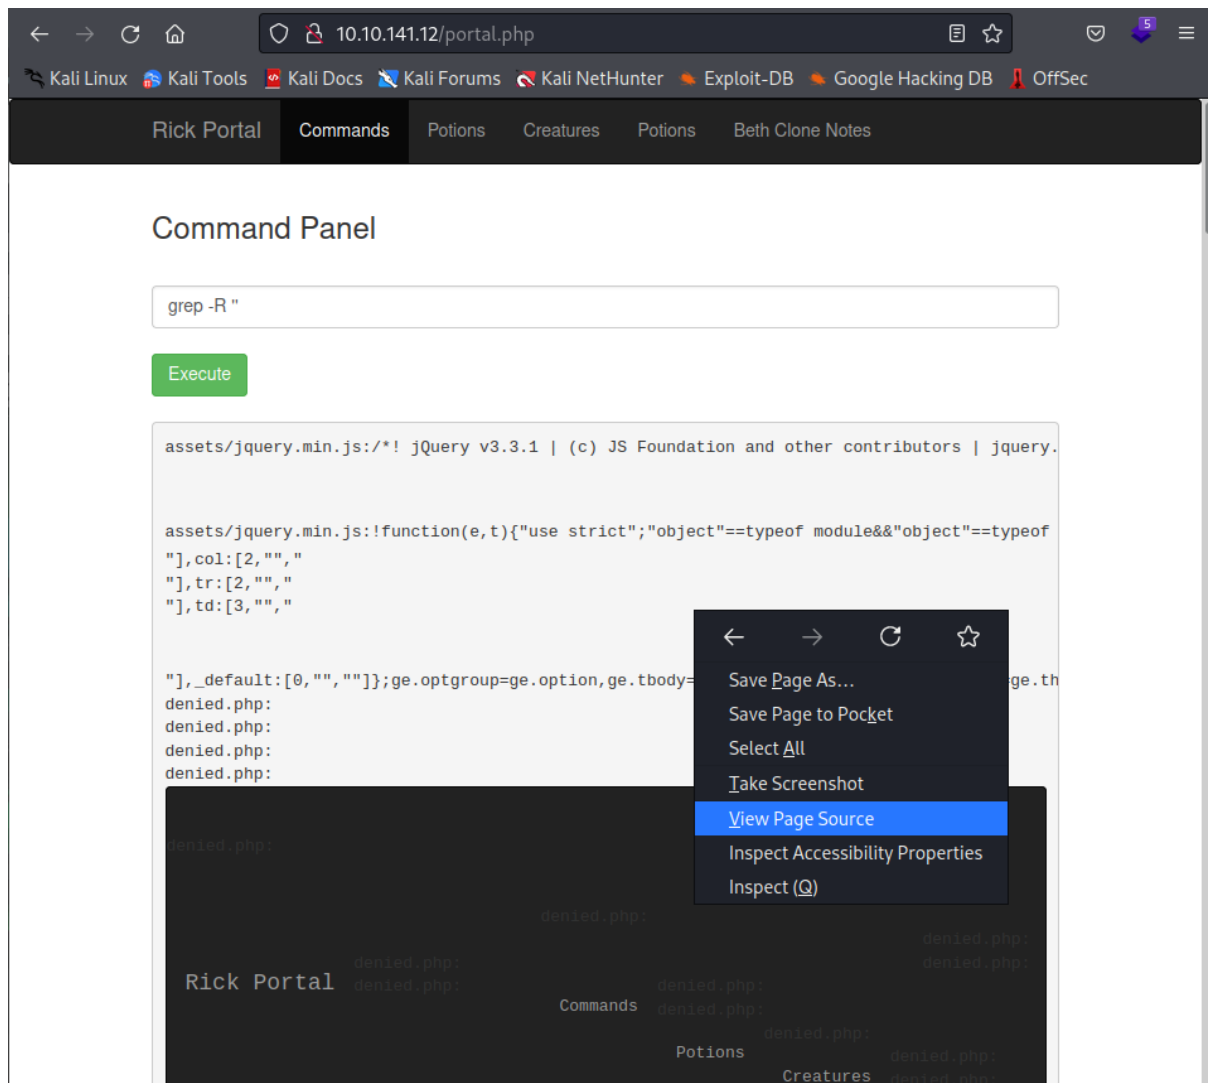 5
10.10.141.12/portal.php
Kali Linux Kali Tools Kali Docs Kali Forums Kali NetHunter Exploit-DB Google Hacking DB OffSec
Rick Portal Commands Potions Creatures Potions Beth Clone Notes
Command Panel
grep -R ''
Execute
assets/jquery.min.js:/*! jQuery v3.3.1 | (c) JS Foundation and other contributors | jquery.
assets/jquery.min.js:!function(e,t){"use strict";"object"==typeof module&&"object"==typeof
"],col:[2,"","
"],tr:[2,"","
"],td:[3,"","
"],_default:[0,"",""]};ge.optgroup=ge.option,ge.tbody= =ge.th
denied.php:
denied.php:
denied.php:
denied.php:
Save Page As...
Save Page to Pocket
Select All
Take Screenshot
View Page Source
Inspect Accessibility Properties
Inspect (Q)
denied.php:
denied.php:
denied.php:
denied.php: denied.php:
Rick Portal denied.php: denied.php:
Commands denied.php:
denied.php:
Potions denied.php:
Creatures denied.php: